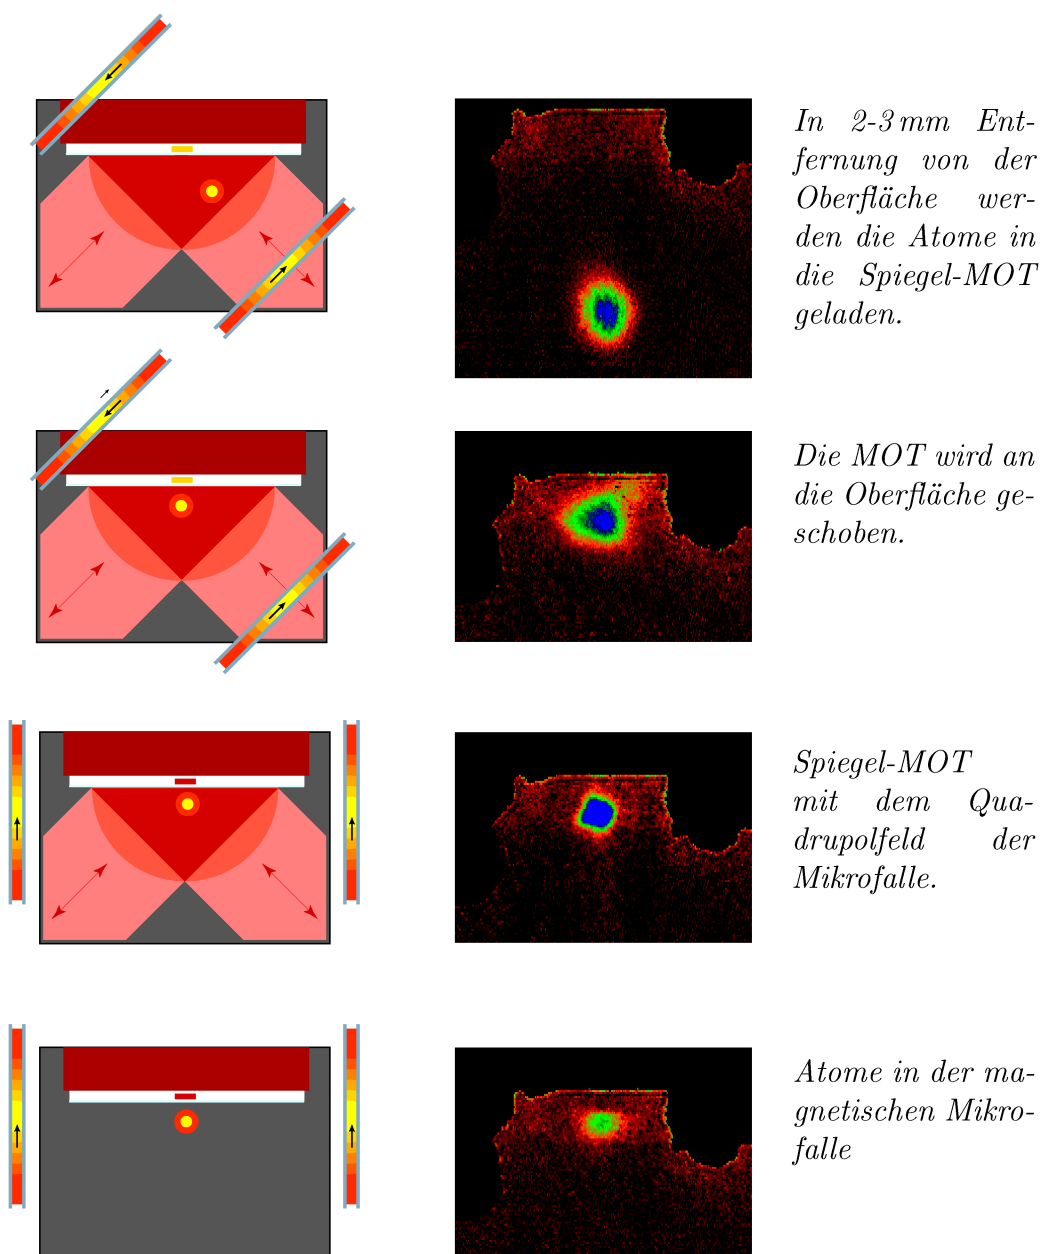 In 2-3 mm Ent-
fernung von der
Oberfläche wer-
den die Atome in
die Spiegel-MOT
geladen.
Die MOT wird an
die Oberfläche ge-
schoben.
Spiegel-MOT
mit dem Qua-
drupolfeld der
Mikrofalle.
Atome in der ma-
gnetischen Mikro-
falle